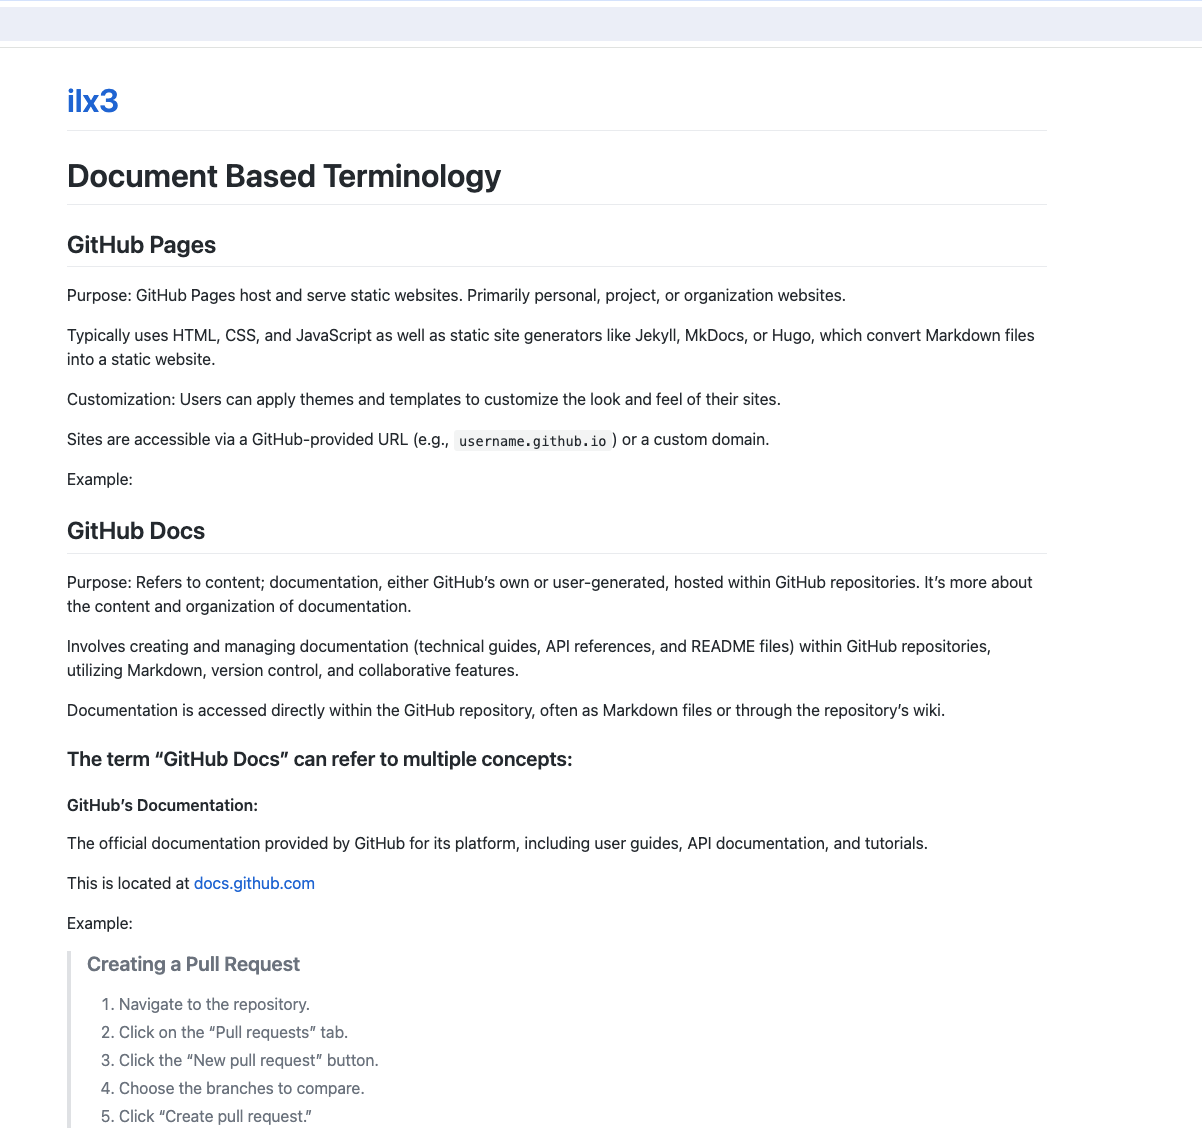 ilx3
Document Based Terminology
GitHub Pages
Purpose: GitHub Pages host and serve static websites. Primarily personal, project, or organization websites.
Typically uses HTML, CSS, and JavaScript as well as static site generators like Jekyll, MkDocs, or Hugo, which convert Markdown files
into a static website.
Customization: Users can apply themes and templates to customize the look and feel of their sites.
Sites are accessible via a GitHub-provided URL (e.g., username.github.io) or a custom domain.
Example:
GitHub Docs
Purpose: Refers to content; documentation, either GitHub’s own or user-generated, hosted within GitHub repositories. It’s more about
the content and organization of documentation.
Involves creating and managing documentation (technical guides, API references, and README files) within GitHub repositories,
utilizing Markdown, version control, and collaborative features.
Documentation is accessed directly within the GitHub repository, often as Markdown files or through the repository’s wiki.
The term “GitHub Docs” can refer to multiple concepts:
GitHub’s Documentation:
The official documentation provided by GitHub for its platform, including user guides, API documentation, and tutorials.
This is located at docs.github.com
Example:
Creating a Pull Request
1. Navigate to the repository.
2. Click on the “Pull requests” tab.
3. Click the “New pull request” button.
4. Choose the branches to compare.
5. Click “Create pull request.”